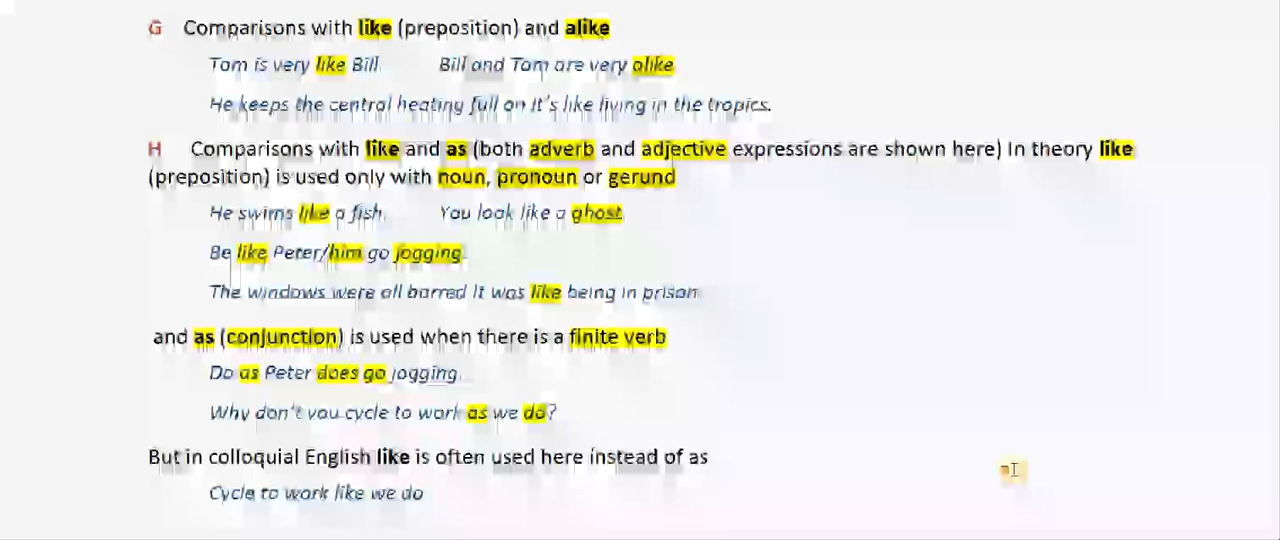 G Comparisons with like (preposition) and alike
Tom is very like Bill. Bill and Tom are very alike.
He keeps the central heating full on It's like living in the tropics.
H Comparisons with like and as (both adverb and adjective expressions are shown here) In theory like
(preposition) is used only with noun, pronoun or gerund
He swims like a fish. You look like a ghost.
Be like Peter/him go jogging.
The windows were all barred It was like being in prison
and as (conjunction) is used when there is a finite verb
Do as Peter does go jogging.
Why don't you cycle to work as we do?
But in colloquial English like is often used here instead of as
Cycle to work like we do